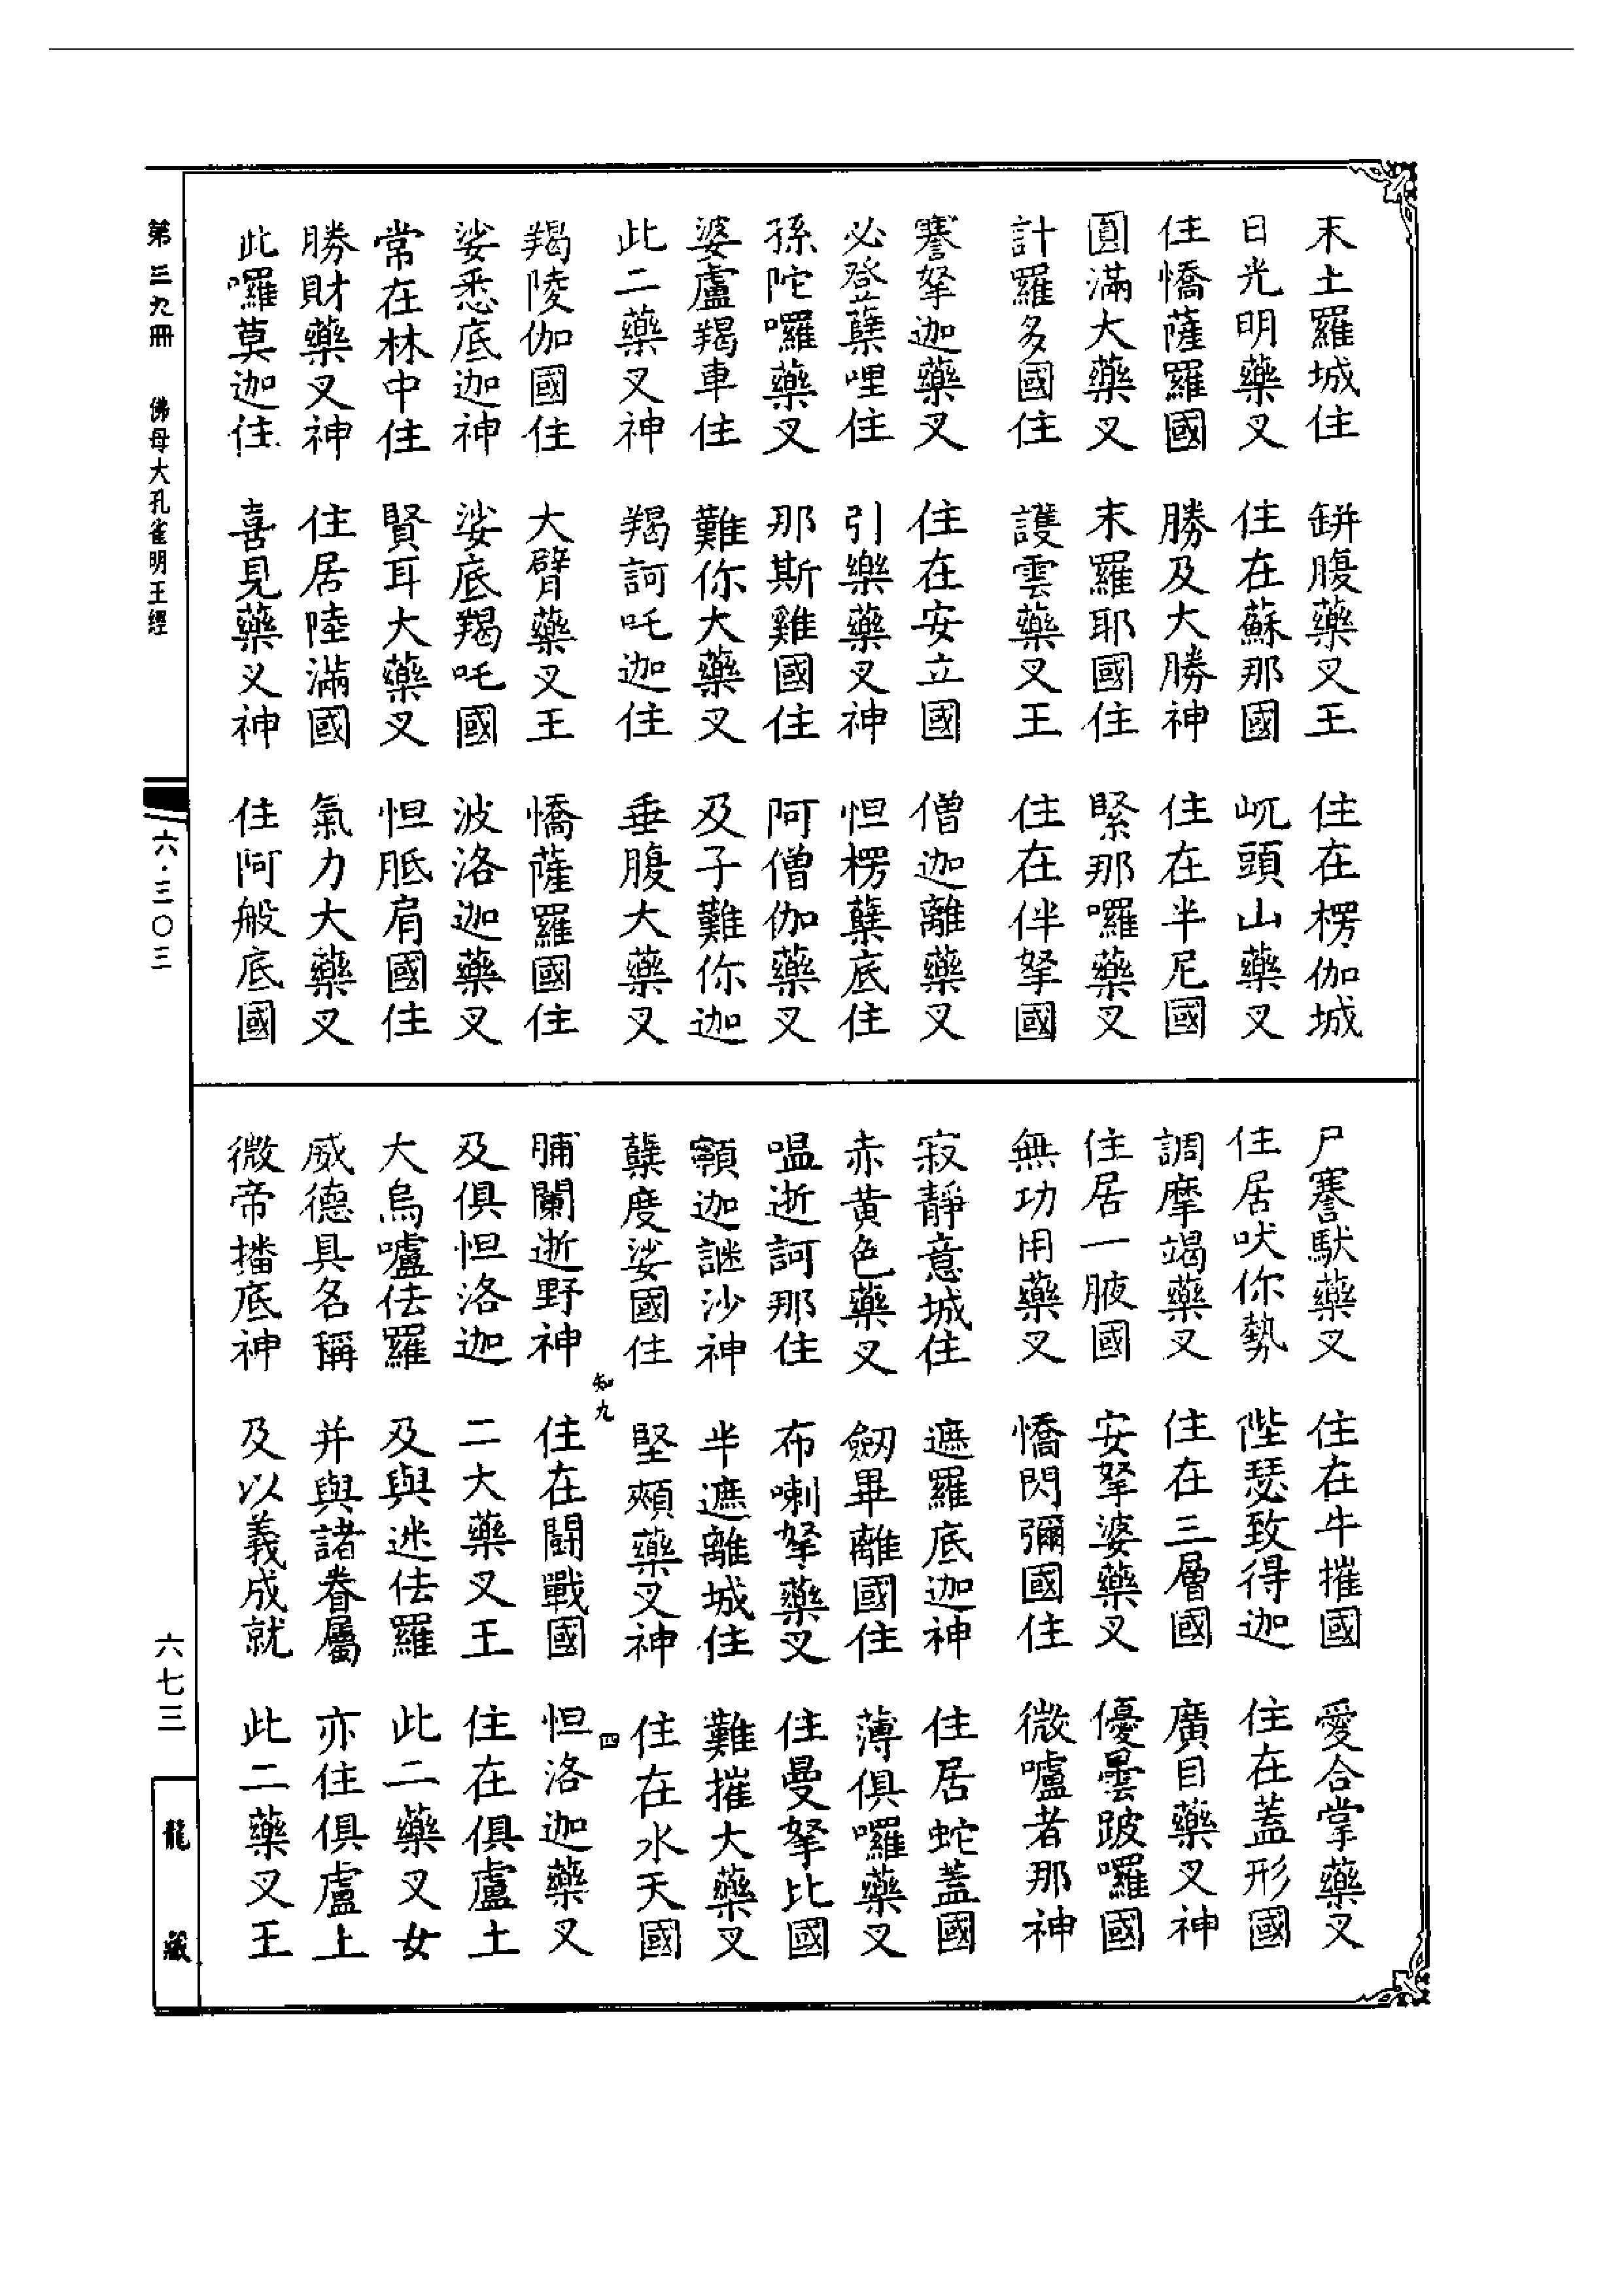 末土羅城住　鉼腹藥叉王　住在楞伽城
日光明藥叉　住在蘇那國　屼頭山藥叉
住憍薩羅國　勝及大勝神　住在半尼國
圓滿大藥叉　末羅耶國住　緊那囉藥叉
計羅多國住　護雲藥叉王　住在伴拏國
謇拏迦藥叉　住在安立國　僧迦離藥叉
必登蘖哩住　引樂藥叉神　怛楞蘖底住
孫陀囉藥叉　那斯雞國住　阿僧伽藥叉
婆盧羯車住　難你大藥叉　及子難你迦
此二藥叉神　羯訶吒迦住　垂腹大藥叉
羯陵伽國住　大臂藥叉王　憍薩羅國住
娑悉底迦神　娑底羯吒國　波洛迦藥叉
常在林中住　賢耳大藥叉　怛胝肩國住
勝財藥叉神　住居陸滿國　氣力大藥叉
毗囉莫迦住　喜見藥叉神　住阿般底國
尸謇馱藥叉　住在牛摧國　愛合掌藥叉
住居吠你勢　陛瑟致得迦　住在蓋形國
調摩竭藥叉　住在三層國　廣目藥叉神
住居一腋國　安拏婆藥叉　優曇跛囉國
無功用藥叉　憍閃彌國住　微嚧者那神
寂靜意城住　遮羅底迦神　住居蛇蓋國
赤黄色藥叉　劒畢離國住　薄俱囉藥叉
嗢逝訶那住　布喇拏藥叉　住曼拏比國
額迦謎沙神　半遮離城住　難摧大藥叉
蘖度娑國住　堅頰藥叉神　住在水天國
知九　四
脯闌逝野神　住在鬪戰國　怛洛迦藥叉
及俱怛洛迦　二大藥叉王　住在俱盧土
大烏嚧佉羅　及與迷佉羅　此二藥叉女
威德具名稱　并與諸眷屬　亦住俱盧土
微帝播底神　及以義成就　此二藥叉王
第三九冊　佛母大孔雀明王經　六·三〇三　六七三　龍藏